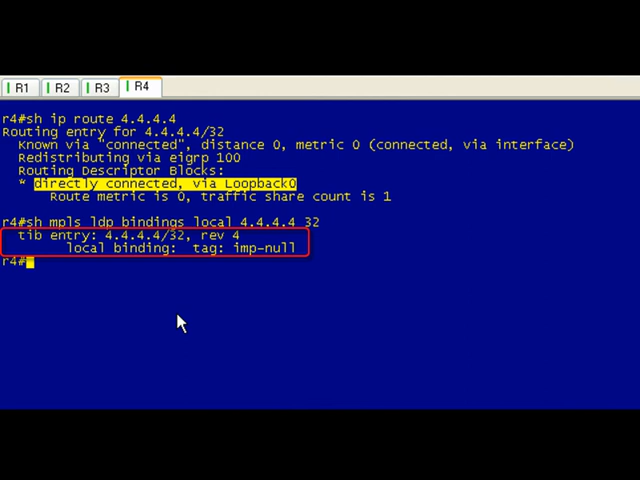 R1 R2 R3 R4
r4#sh ip route 4.4.4.4
Routing entry for 4.4.4.4/32
Known via "connected", distance 0, metric 0 (connected, via interface)
Redistributing via eigrp 100
Routing Descriptor Blocks:
* directly connected, via Loopback0
Route metric is 0, traffic share count is 1
r4#sh mpls ldp bindings local 4.4.4.4 32
tib entry: 4.4.4.4/32, rev 4
local binding: tag: imp-null
r4#